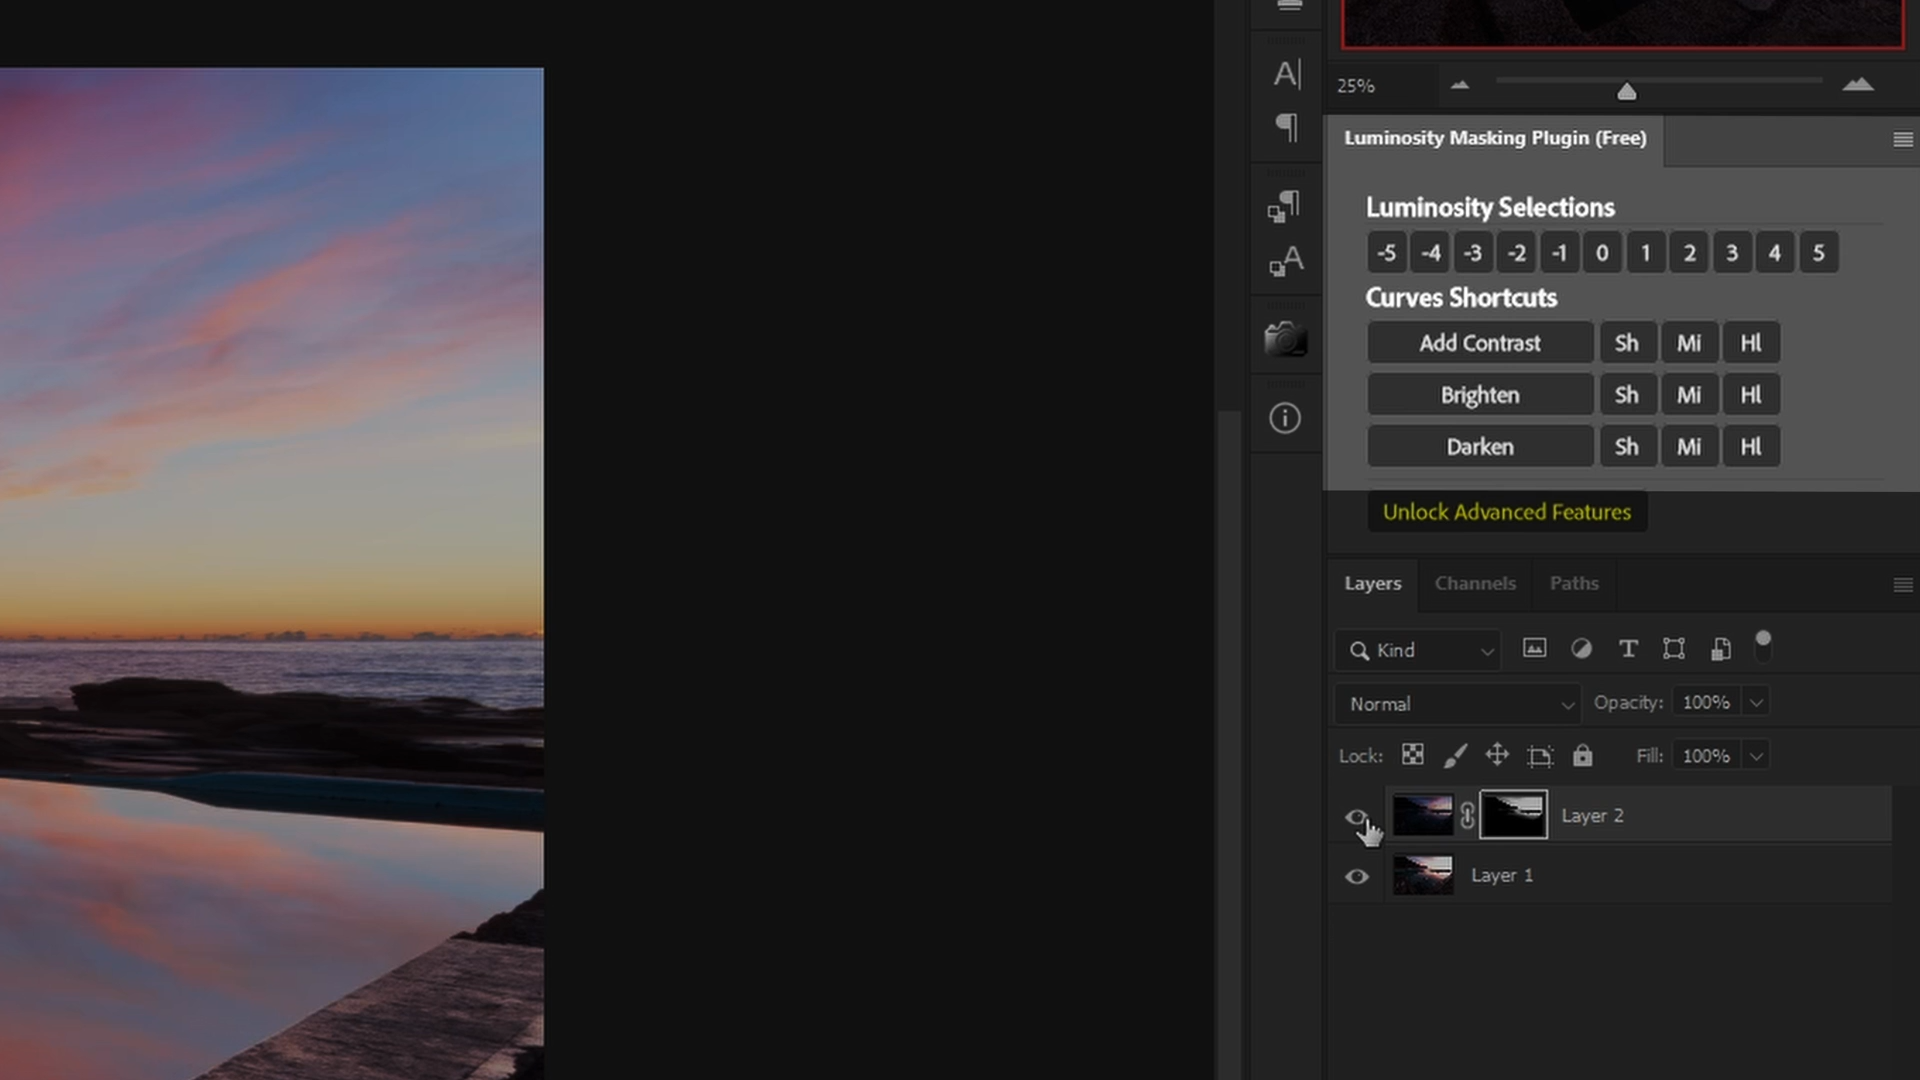 25%
Luminosity Masking Plugin (Free)
Luminosity Selections
-5 -4 -3 -2 -1 0 1 2 3 4 5
Curves Shortcuts
Add Contrast Sh Mi Hl
Brighten Sh Mi Hl
Darken Sh Mi Hl
Unlock Advanced Features
Layers Channels Paths
Kind
Normal Opacity: 100%
Lock: Fill: 100%
Layer 2
Layer 1